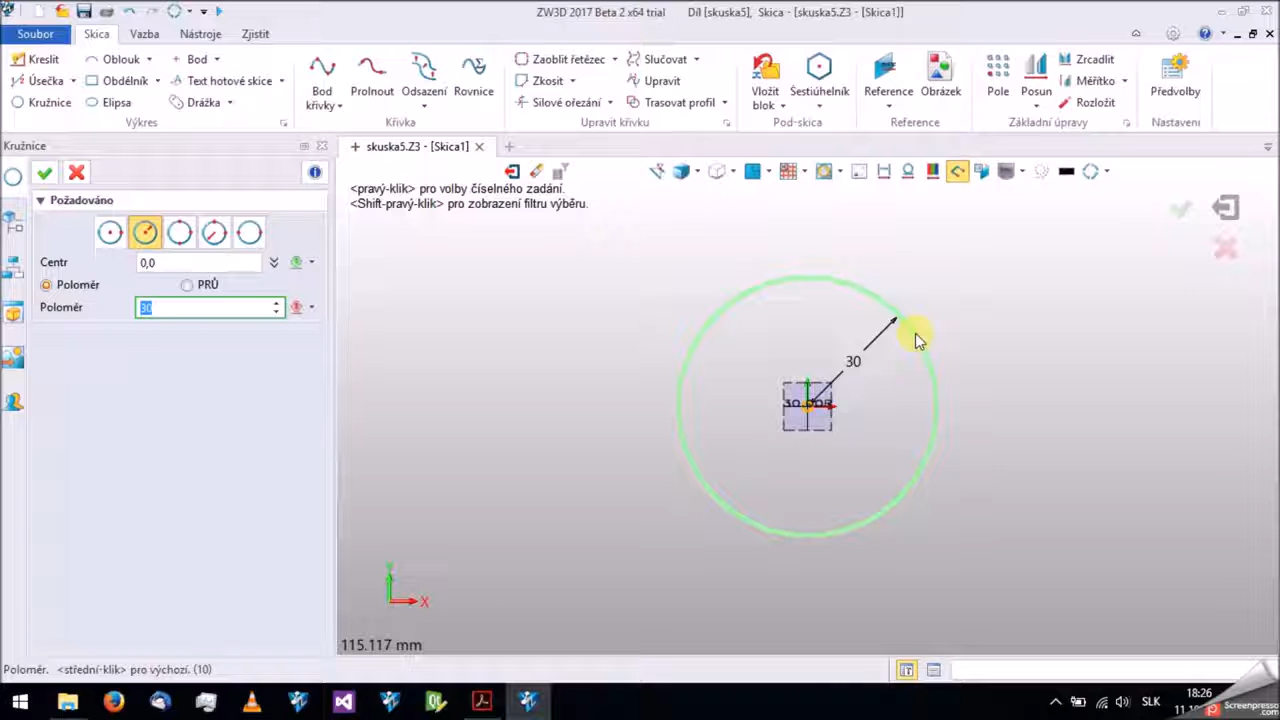 ZW3D 2017 Beta 2 x64 trial Díl [skuska5], Skica - [skuska5.Z3 - [Skica1]]
Soubor Skica Vazba Nástroje Zjistit
Kreslit Oblouk Bod
Úsečka Obdélník Text hotové skice
Kružnice Elipsa Drážka
Výkres
Bod křivky Prolnout Odsazení Rovnice
Křivka
Zaoblit řetězec Slučovat
Zkosit Upravit
Silové ořezání Trasovat profil
Upravit křivku
Vložit blok Šestiúhelník
Pod-skica
Reference Obrázek
Reference
Pole Posun
Zrcadlit
Měřítko
Rozložit
Základní úpravy
Předvolby
Nastavení
Kružnice
skuska5.Z3 - [Skica1]
<pravý-klik> pro volby číselného zadání.
<Shift-pravý-klik> pro zobrazení filtru výběru.
Požadováno
Centr 0,0
Poloměr PRŮ
Poloměr 30
30
X
115.117 mm
Poloměr. <střední-klik> pro výchozí. (10)
SLK
18:26
Screenpresso
.com